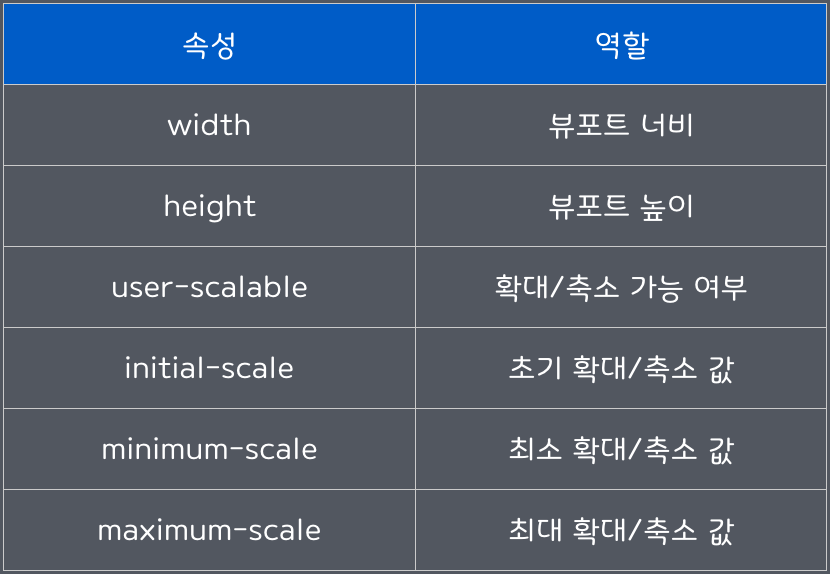 속성 역할
width 뷰포트 너비
height 뷰포트 높이
user-scalable 확대/축소 가능 여부
initial-scale 초기 확대/축소 값
minimum-scale 최소 확대/축소 값
maximum-scale 최대 확대/축소 값